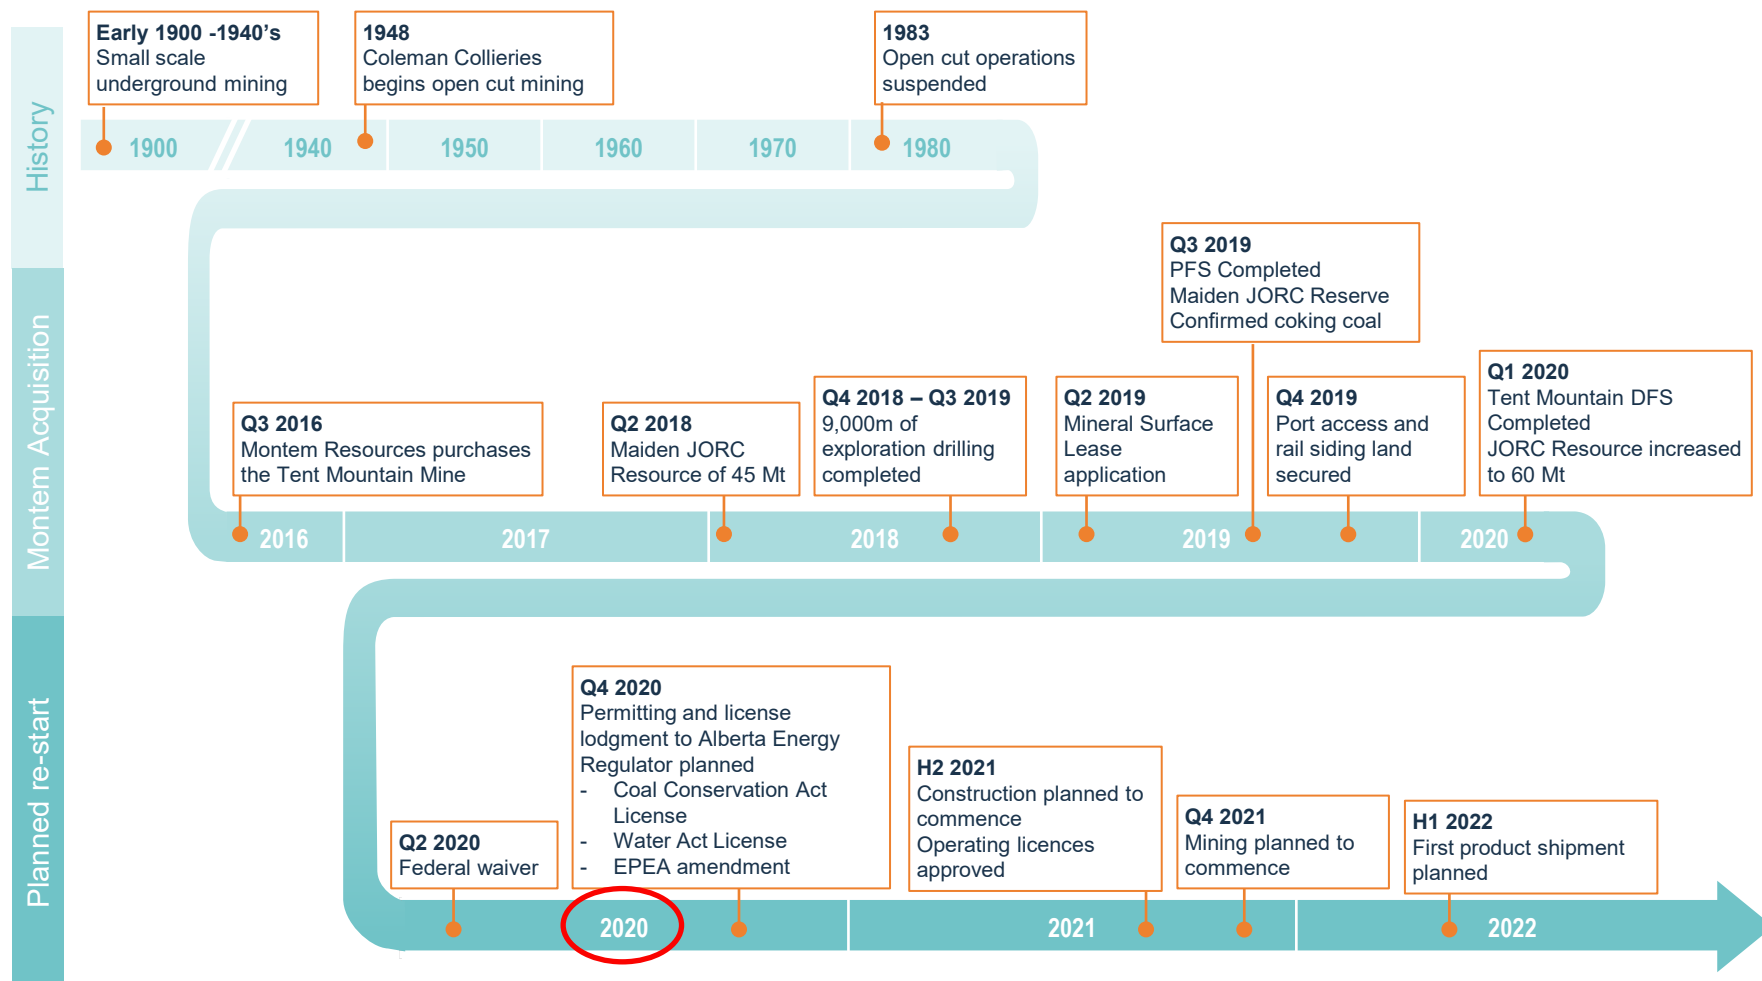 History
Early 1900 -1940's
Small scale
underground mining
1948
Coleman Collieries
begins open cut mining
1983
Open cut operations
suspended
1900
1940
1950
1960
1970
1980
Montem Acquisition
Q3 2016
Montem Resources purchases
the Tent Mountain Mine
Q2 2018
Maiden JORC
Resource of 45 Mt
Q4 2018 – Q3 2019
9,000m of
exploration drilling
completed
Q2 2019
Mineral Surface
Lease
application
Q3 2019
PFS Completed
Maiden JORC Reserve
Confirmed coking coal
Q4 2019
Port access and
rail siding land
secured
Q1 2020
Tent Mountain DFS
Completed
JORC Resource increased
to 60 Mt
2016
2017
2018
2019
2020
Planned re-start
Q2 2020
Federal waiver
Q4 2020
Permitting and license
lodgment to Alberta Energy
Regulator planned
- Coal Conservation Act
License
- Water Act License
- EPEA amendment
H2 2021
Construction planned to
commence
Operating licences
approved
Q4 2021
Mining planned to
commence
H1 2022
First product shipment
planned
2020
2021
2022